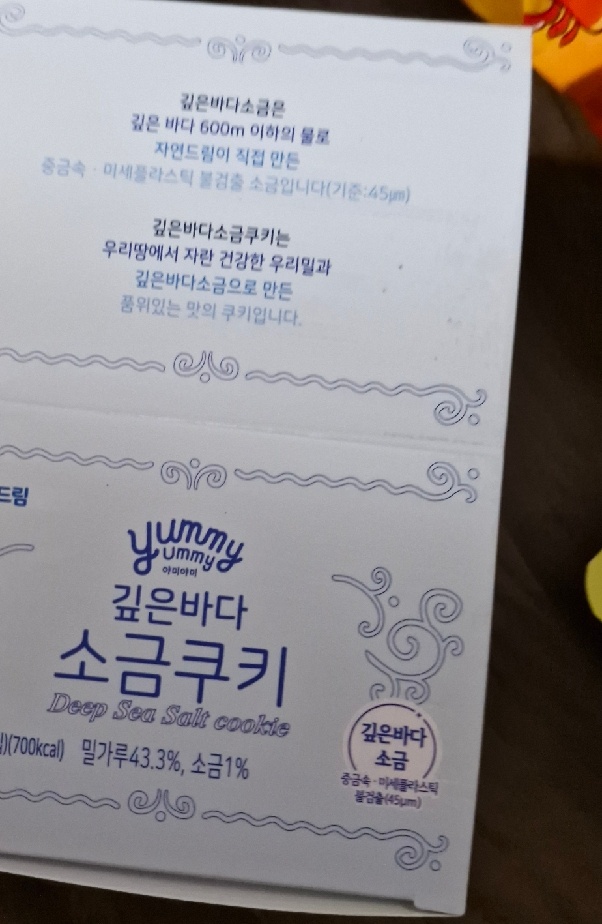 깊은바다소금은
깊은 바다 600m 이하의 물로
자연드림이 직접 만든
중금속 · 미세플라스틱 불검출 소금입니다(기준:45㎛)
깊은바다소금쿠키는
우리땅에서 자란 건강한 우리밀과
깊은바다소금으로 만든
품위있는 맛의 쿠키입니다.
드림
yummy
ummy
야미야미
깊은바다
소금쿠키
Deep Sea Salt cookie
)(700kcal) 밀가루43.3%, 소금1%
깊은바다
소금
중금속 · 미세플라스틱
불검출(45μm)